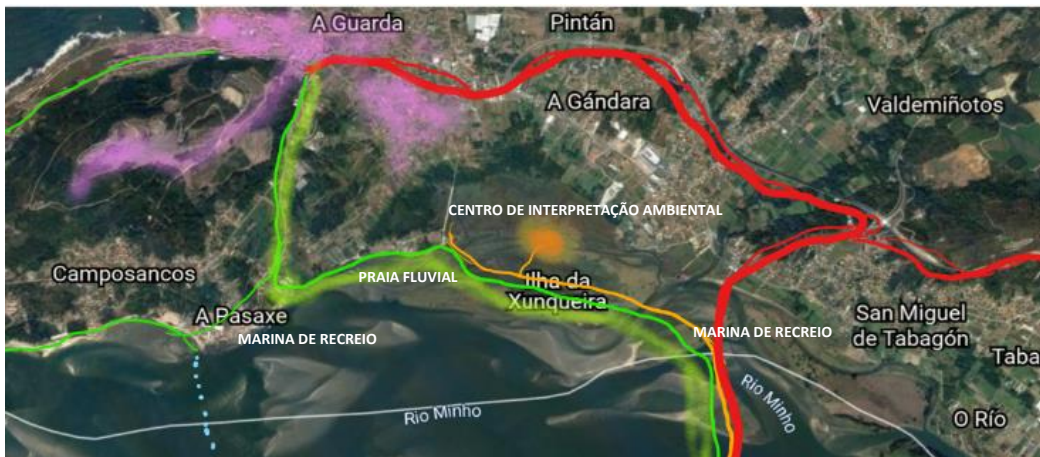 A Guarda
Pintán
A Gándara
Valdemiñotos
CENTRO DE INTERPRETAÇÃO AMBIENTAL
Camposancos
PRAIA FLUVIAL
Ilha da
Xunqueira
A Pasaxe
MARINA DE RECREIO
MARINA DE RECREIO
San Miguel
de Tabagón
Taba
Rio Minho
Rio Minho
O Río